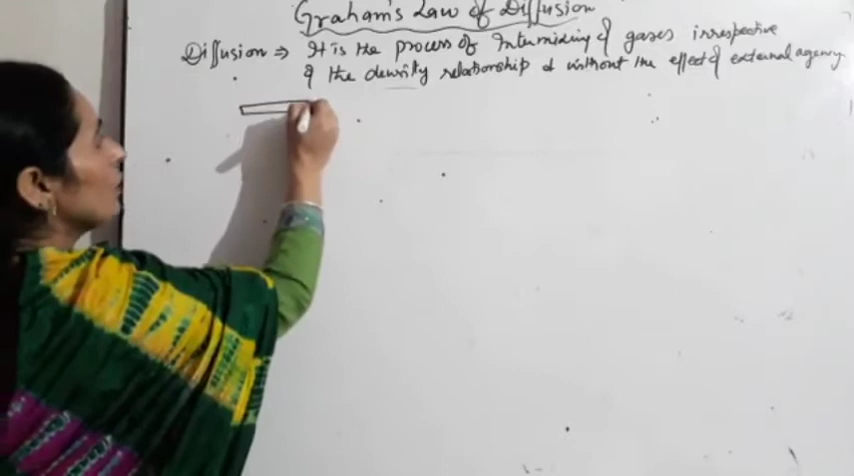 Graham's Law of Diffusion
Diffusion ⇒ It is the process of Intermixing of gases irrespective
of the density relationship & without the effect of external agency